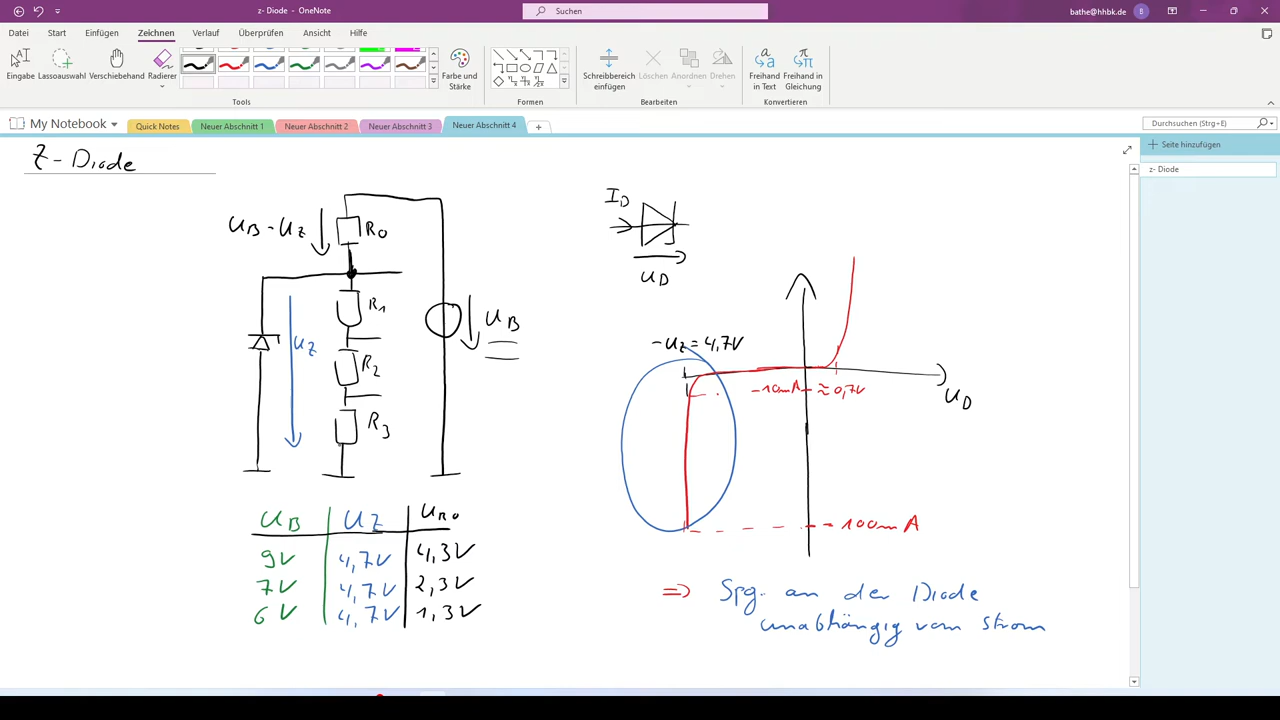 z- Diode - OneNote
Suchen
bathe@hhbk.de
B
Datei
Start
Einfügen
Zeichnen
Verlauf
Überprüfen
Ansicht
Hilfe
Eingabe
Lassoauswahl
Verschiebehand
Radierer
Farbe und
Stärke
Schreibbereich
einfügen
Löschen
Anordnen
Drehen
Freihand
in Text
Freihand in
Gleichung
Tools
Formen
Bearbeiten
Konvertieren
My Notebook
Quick Notes
Neuer Abschnitt 1
Neuer Abschnitt 2
Neuer Abschnitt 3
Neuer Abschnitt 4
Durchsuchen (Strg+E)
Seite hinzufügen
z- Diode
Z - Diode
UB - UZ
R0
R1
UZ
R2
R3
UB
ID
UD
-UZ = 4,7V
-10mA
≈ 0,7V
UD
- 100mA
UB UZ UR0
9V 4,7V 4,3V
7V 4,7V 2,3V
6V 4,7V 1,3V
=> Spg. an der Diode
unabhängig vom Strom